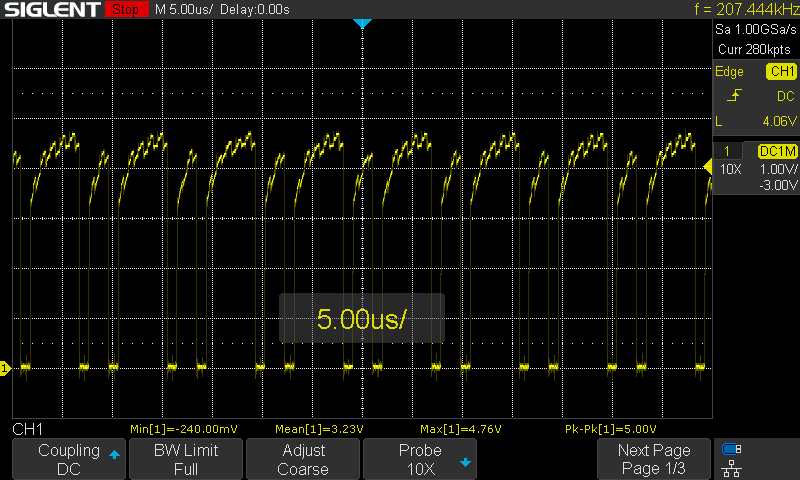 SIGLENT Stop M 5.00us/ Delay:0.00s f = 207.444kHz
Sa 1.00GSa/s
Curr 280kpts
Edge CH1
DC
L 4.06V
1 DC1M
10X 1.00V/
-3.00V
5.00us/
1
CH1
Min[1]=-240.00mV Mean[1]=3.23V Max[1]=4.76V Pk-Pk[1]=5.00V
Coupling BW Limit Adjust Probe Next Page
DC Full Coarse 10X Page 1/3